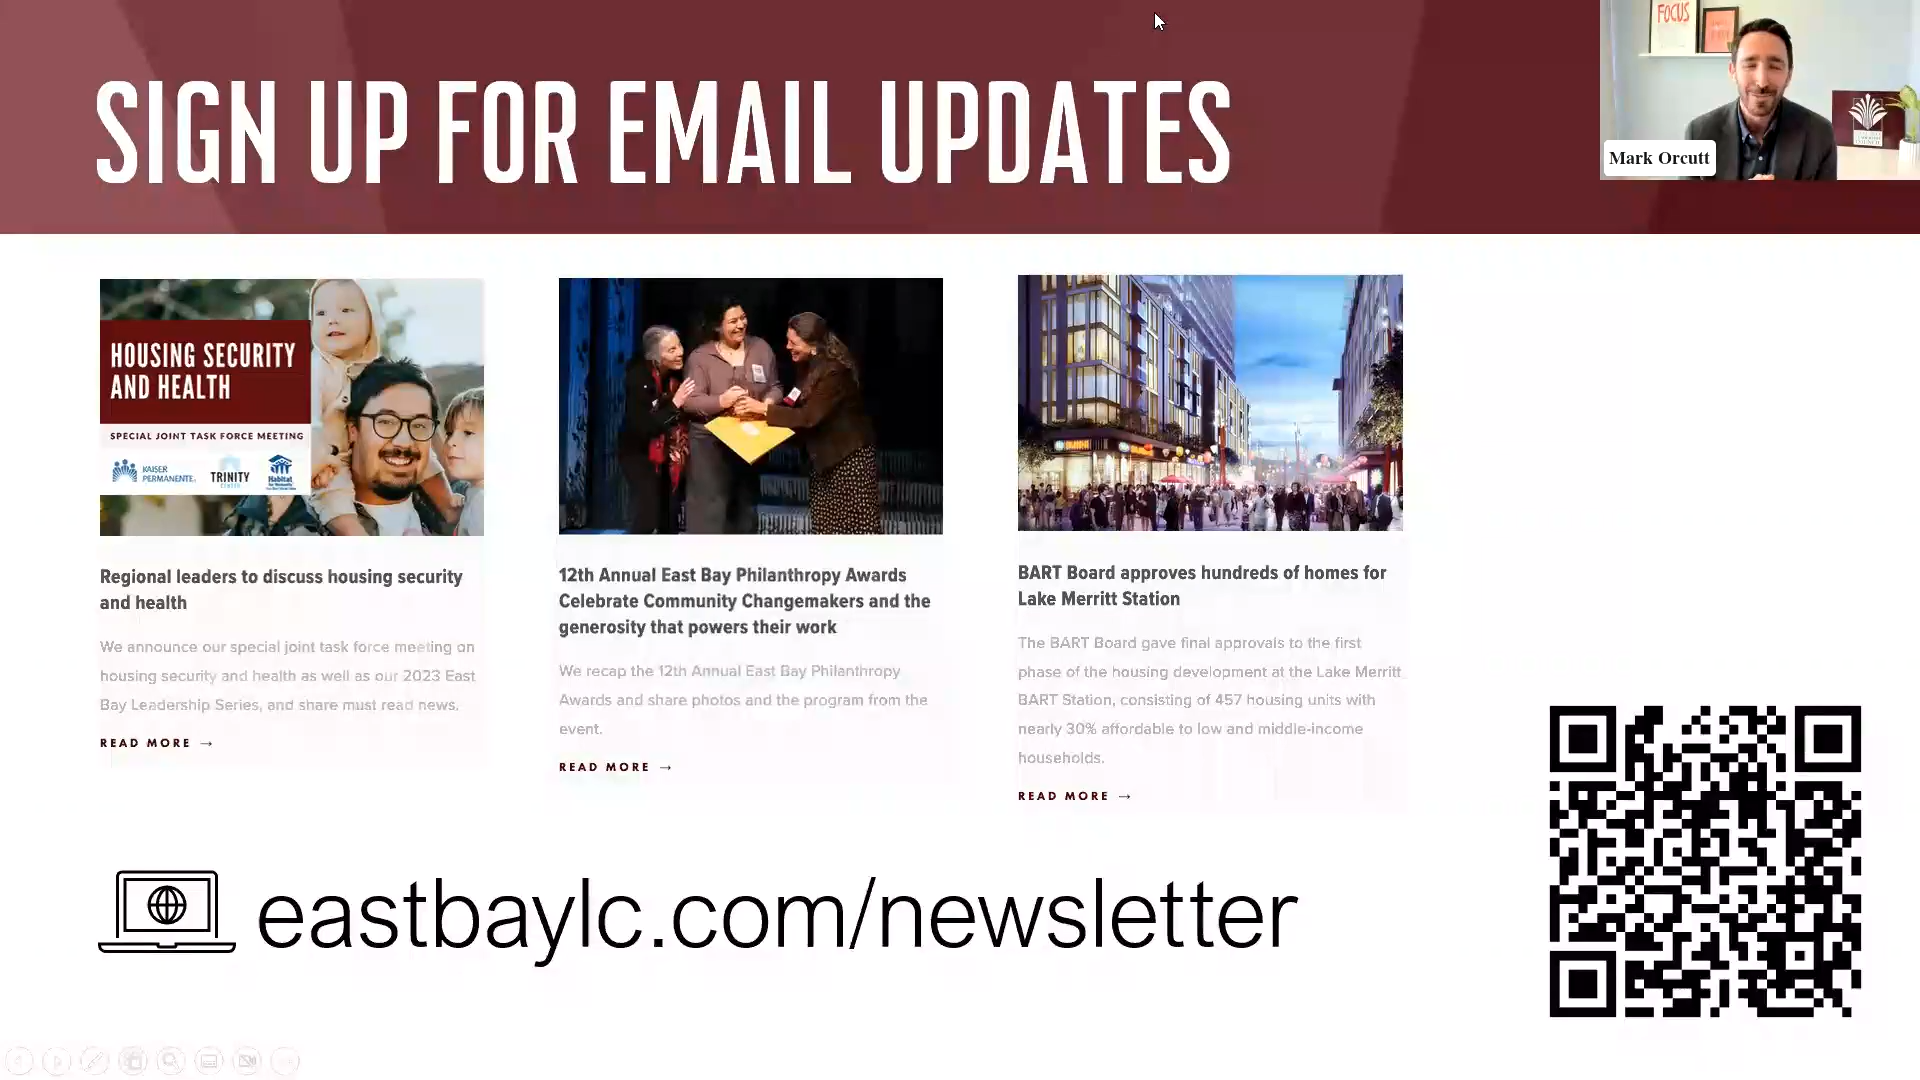 SIGN UP FOR EMAIL UPDATES
FOCUS
Mark Orcutt
HOUSING SECURITY
AND HEALTH
SPECIAL JOINT TASK FORCE MEETING
KAISER
PERMANENTE.
TRINITY
CENTER
Habitat
for Humanity
Regional leaders to discuss housing security
and health
We announce our special joint task force meeting on
housing security and health as well as our 2023 East
Bay Leadership Series, and share must read news.
READ MORE →
12th Annual East Bay Philanthropy Awards
Celebrate Community Changemakers and the
generosity that powers their work
We recap the 12th Annual East Bay Philanthropy
Awards and share photos and the program from the
event.
READ MORE →
BART Board approves hundreds of homes for
Lake Merritt Station
The BART Board gave final approvals to the first
phase of the housing development at the Lake Merritt
BART Station, consisting of 457 housing units with
nearly 30% affordable to low and middle-income
households.
READ MORE →
eastbaylc.com/newsletter